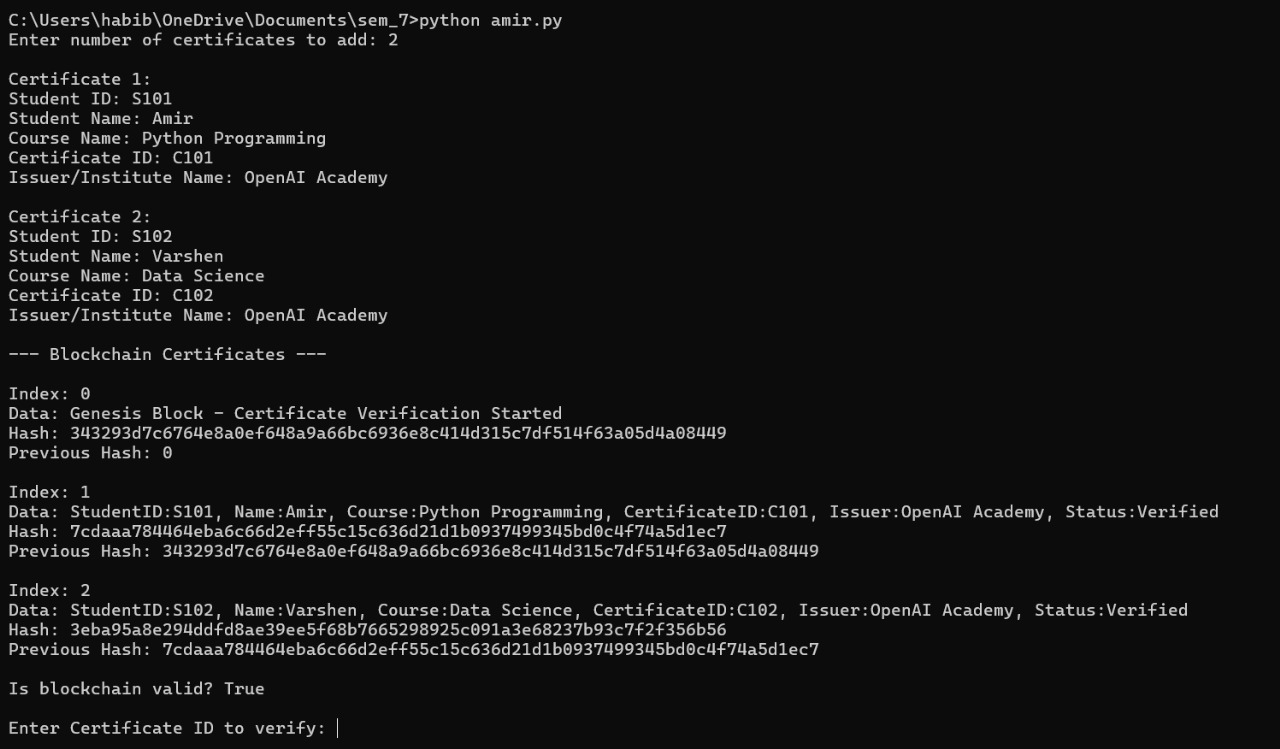 C:\Users\habib\OneDrive\Documents\sem_7>python amir.py
Enter number of certificates to add: 2
Certificate 1:
Student ID: S101
Student Name: Amir
Course Name: Python Programming
Certificate ID: C101
Issuer/Institute Name: OpenAI Academy
Certificate 2:
Student ID: S102
Student Name: Varshen
Course Name: Data Science
Certificate ID: C102
Issuer/Institute Name: OpenAI Academy
--- Blockchain Certificates ---
Index: 0
Data: Genesis Block - Certificate Verification Started
Hash: 343293d7c6764e8a0ef648a9a66bc6936e8c414d315c7df514f63a05d4a08449
Previous Hash: 0
Index: 1
Data: StudentID:S101, Name:Amir, Course:Python Programming, CertificateID:C101, Issuer:OpenAI Academy, Status:Verified
Hash: 7cdaaa784464eba6c66d2eff55c15c636d21d1b0937499345bd0c4f74a5d1ec7
Previous Hash: 343293d7c6764e8a0ef648a9a66bc6936e8c414d315c7df514f63a05d4a08449
Index: 2
Data: StudentID:S102, Name:Varshen, Course:Data Science, CertificateID:C102, Issuer:OpenAI Academy, Status:Verified
Hash: 3eba95a8e294ddfd8ae39ee5f68b7665298925c091a3e68237b93c7f2f356b56
Previous Hash: 7cdaaa784464eba6c66d2eff55c15c636d21d1b0937499345bd0c4f74a5d1ec7
Is blockchain valid? True
Enter Certificate ID to verify: